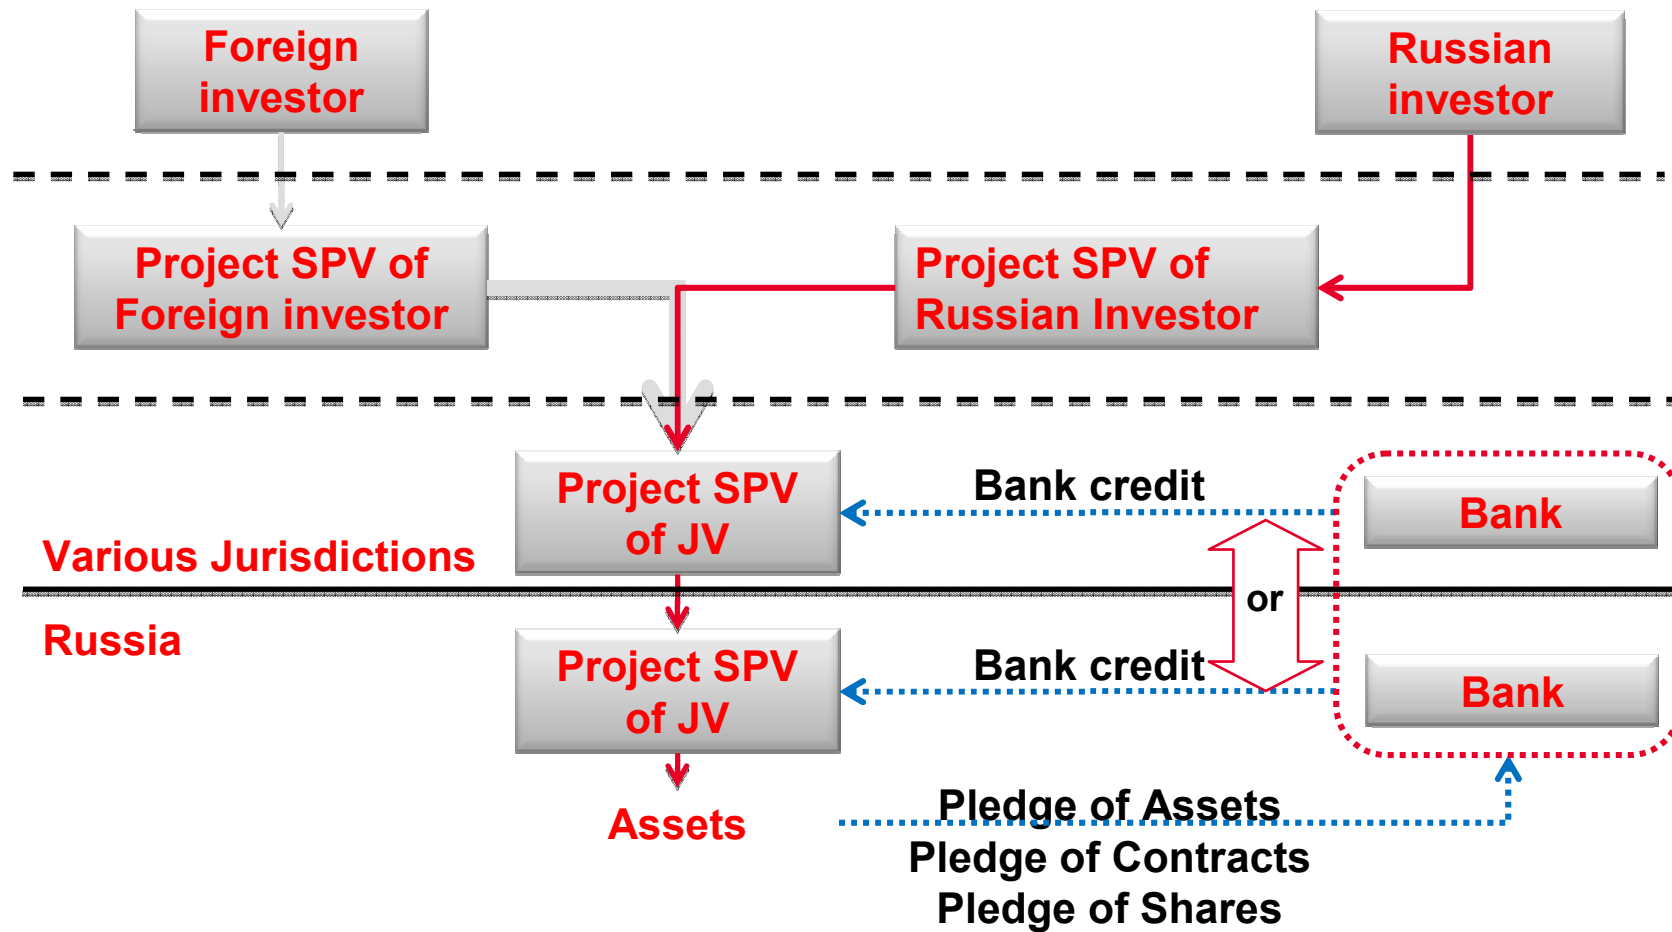 Foreign
investor
Russian
investor
Project SPV of
Foreign investor
Project SPV of
Russian Investor
Project SPV
of JV
Bank credit
Bank
Various Jurisdictions
or
Russia
Project SPV
of JV
Bank credit
Bank
Assets
Pledge of Assets
Pledge of Contracts
Pledge of Shares